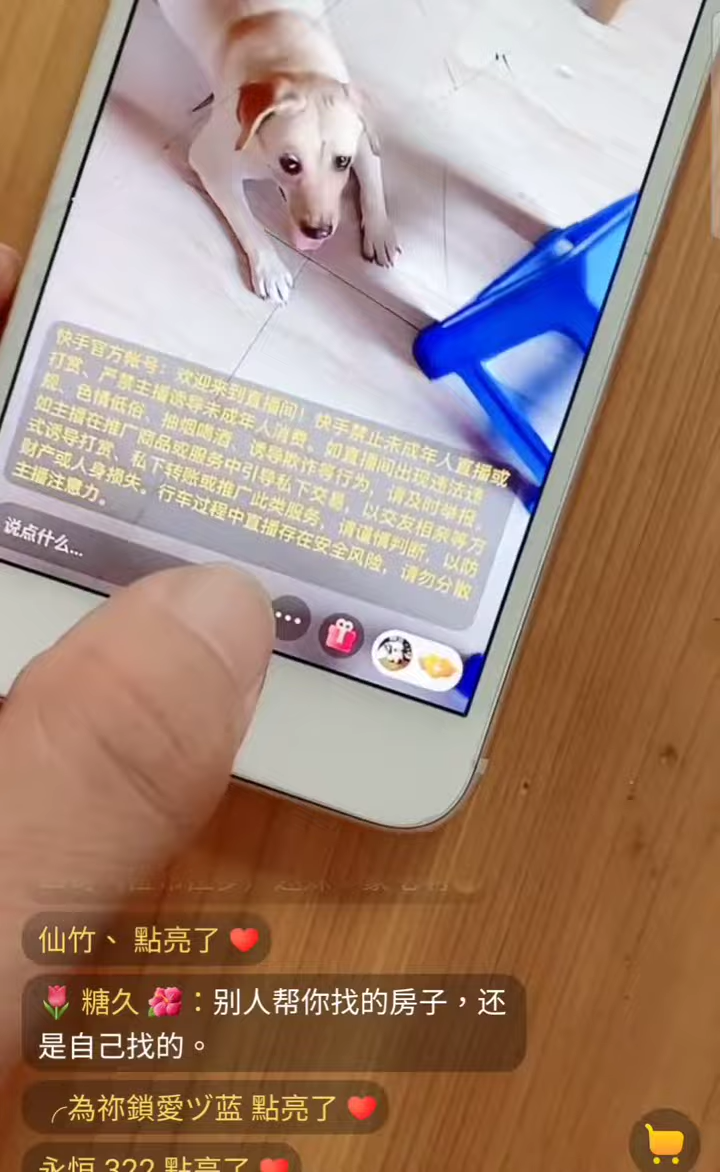 快手官方帐号：欢迎来到直播间！快手禁止未成年人直播或
打赏、严禁主播诱导未成年人消费。如直播间出现违法违
规、色情低俗、抽烟喝酒、诱导欺诈等行为，请及时举报。
如主播在推广商品或服务中引导私下交易，以交友相亲等方
式诱导打赏、私下转账或推广此类服务，请谨慎判断，以防
财产或人身损失。行车过程中直播存在安全风险，请勿分散
主播注意力。
说点什么...
仙竹、 點亮了
糖久：别人帮你找的房子，还
是自己找的。
╭為祢鎖愛ヅ蓝 點亮了
永恒 322 點亮了